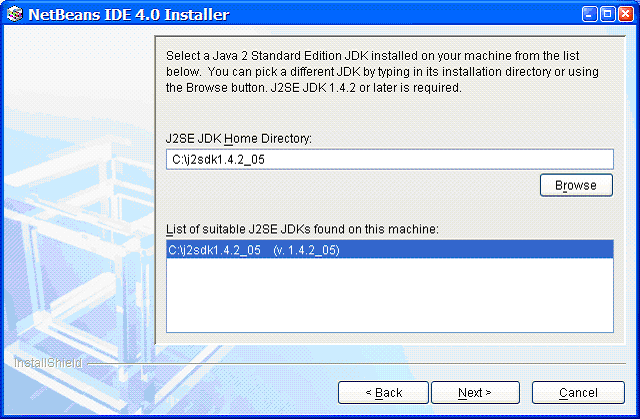 NetBeans IDE 4.0 Installer
Select a Java 2 Standard Edition JDK installed on your machine from the list
below. You can pick a different JDK by typing in its installation directory or using
the Browse button. J2SE JDK 1.4.2 or later is required.
J2SE JDK Home Directory:
C:\j2sdk1.4.2_05
Browse
List of suitable J2SE JDKs found on this machine:
C:\j2sdk1.4.2_05 (v. 1.4.2_05)
InstallShield
< Back
Next >
Cancel